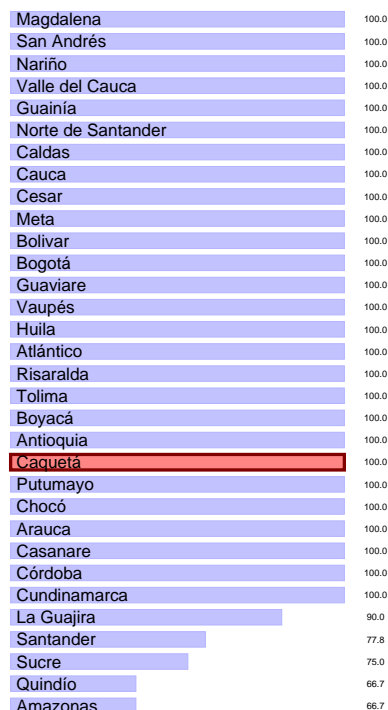 Magdalena 100.0
San Andrés 100.0
Nariño 100.0
Valle del Cauca 100.0
Guainía 100.0
Norte de Santander 100.0
Caldas 100.0
Cauca 100.0
Cesar 100.0
Meta 100.0
Bolivar 100.0
Bogotá 100.0
Guaviare 100.0
Vaupés 100.0
Huila 100.0
Atlántico 100.0
Risaralda 100.0
Tolima 100.0
Boyacá 100.0
Antioquia 100.0
Caquetá 100.0
Putumayo 100.0
Chocó 100.0
Arauca 100.0
Casanare 100.0
Córdoba 100.0
Cundinamarca 100.0
La Guajira 90.0
Santander 77.8
Sucre 75.0
Quindío 66.7
Amazonas 66.7